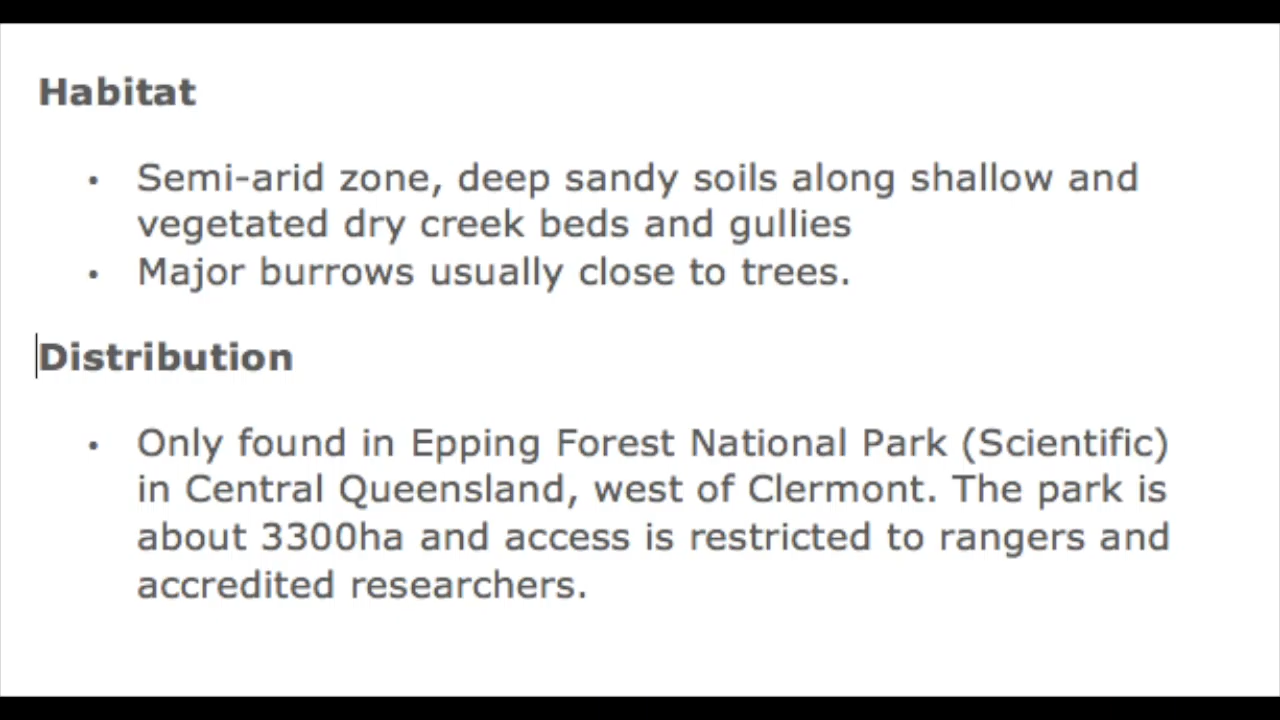 Habitat
• Semi-arid zone, deep sandy soils along shallow and
vegetated dry creek beds and gullies
• Major burrows usually close to trees.
Distribution
• Only found in Epping Forest National Park (Scientific)
in Central Queensland, west of Clermont. The park is
about 3300ha and access is restricted to rangers and
accredited researchers.